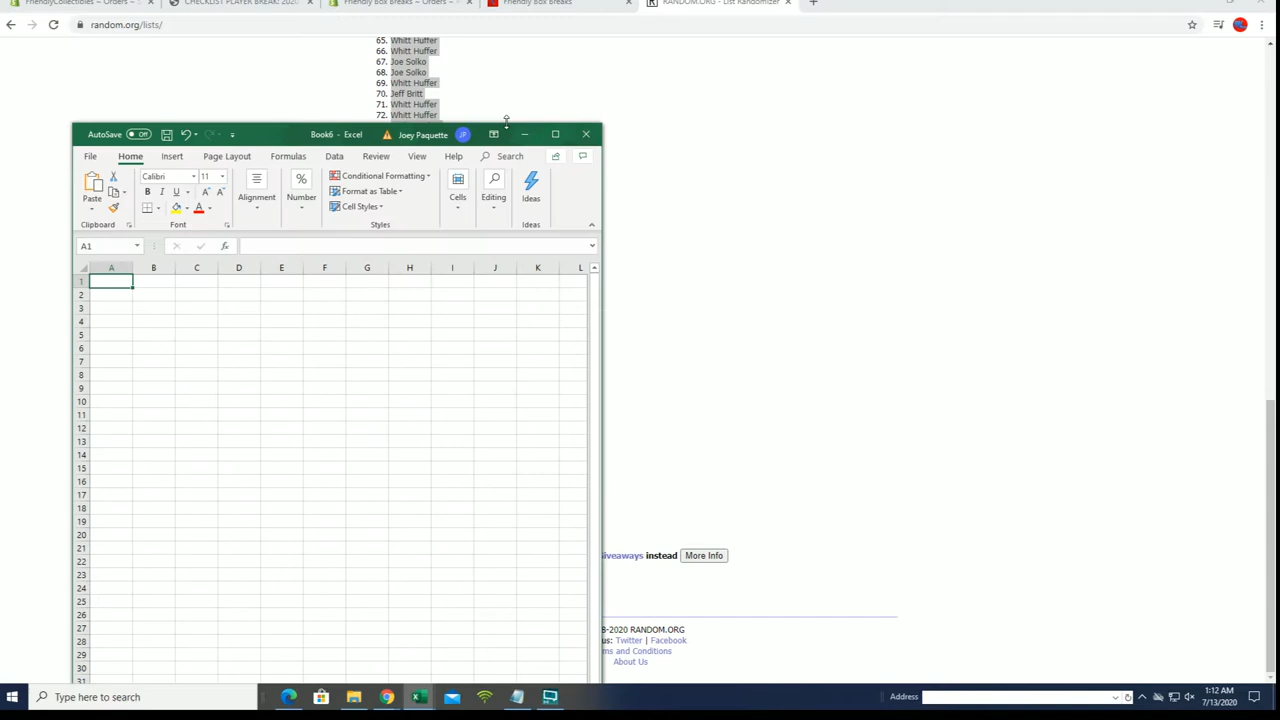 FriendlyCollectibles – Orders –
CHECKLIST PLAYER BREAK: 2020
Friendly Box Breaks – Orders –
Friendly Box Breaks
RANDOM.ORG - List Randomizer
random.org/lists/
65. Whitt Huffer
66. Whitt Huffer
67. Joe Solko
68. Joe Solko
69. Whitt Huffer
70. Jeff Britt
71. Whitt Huffer
72. Whitt Huffer
AutoSave Off Book6 - Excel Joey Paquette JP
File Home Insert Page Layout Formulas Data Review View Help Search
Paste Calibri 11 Alignment % Number Conditional Formatting Cells Editing Ideas
B I U A A Format as Table
A Cell Styles
Clipboard Font Styles Ideas
A1 fx
A B C D E F G H I J K L
1
2
3
4
5
6
7
8
9
10
11
12
13
14
15
16
17
18
19
20
21
22
23
24
25
26
27
28
29
30
31
Giveaways instead More Info
8-2020 RANDOM.ORG
us: Twitter | Facebook
ms and Conditions
About Us
Type here to search
Address
1:12 AM
7/13/2020